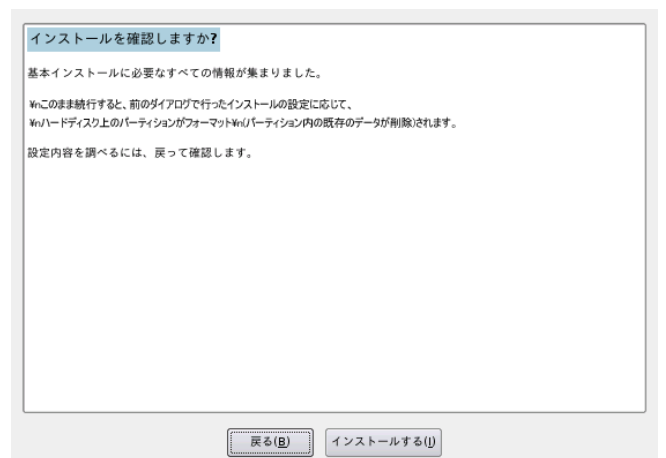 インストールを確認しますか?
基本インストールに必要なすべての情報が集まりました。
¥nこのまま続行すると、前のダイアログで行ったインストールの設定に応じて、
¥nハードディスク上のパーティションがフォーマット¥n(パーティション内の既存のデータが削除)されます。
設定内容を調べるには、戻って確認します。
戻る(B)
インストールする(I)